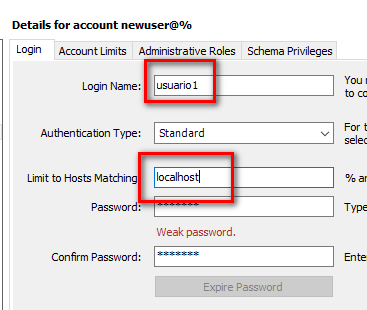 Details for account newuser@%
Login Account Limits Administrative Roles Schema Privileges
Login Name: usuario1 You
to co
Authentication Type: Standard For t
selec
Limit to Hosts Matching: localhost % an
Password: ******* Type
Weak password.
Confirm Password: ******* Enter
Expire Password